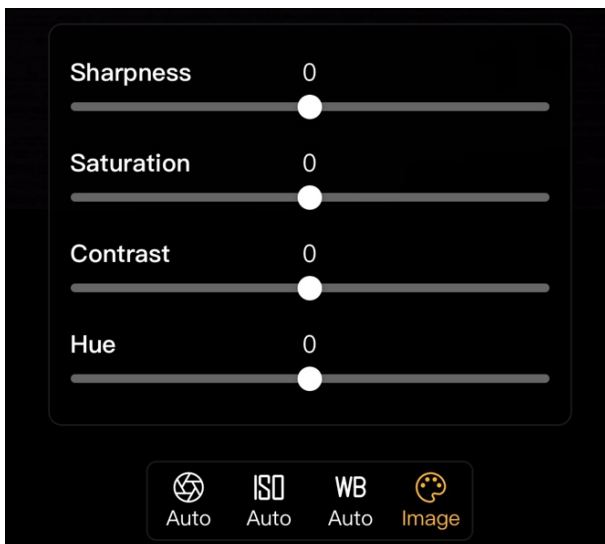 Sharpness 0
Saturation 0
Contrast 0
Hue 0
ISO WB
Auto Auto Auto Image